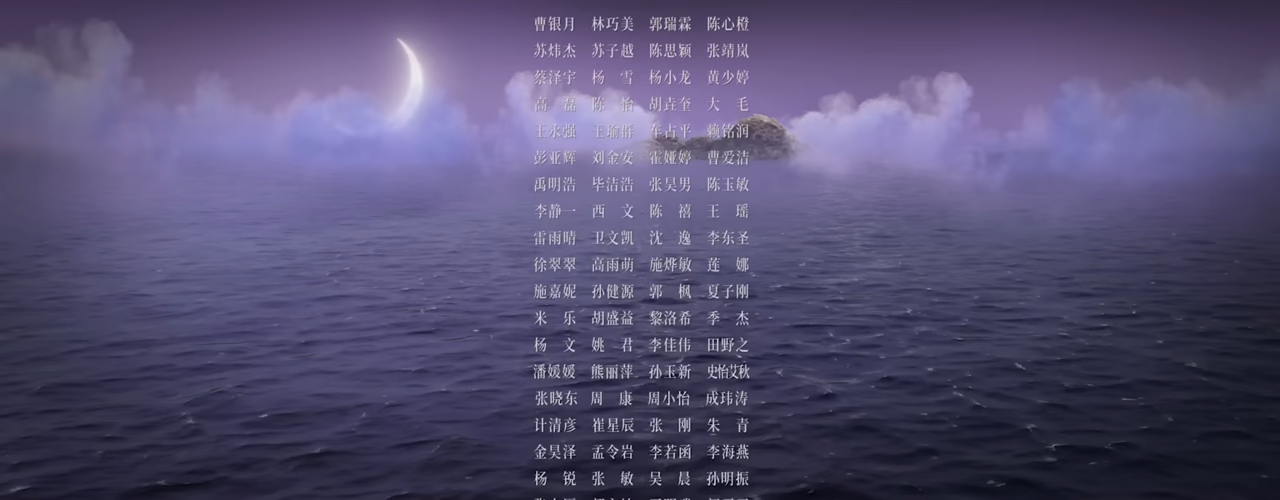 曹银月 林巧美 郭瑞霖 陈心橙
苏炜杰 苏子越 陈思颖 张靖岚
蔡泽宇 杨 雪 杨小龙 黄少婷
高 磊 陈 怡 胡垚奎 大 毛
王永强 王瑜群 车占平 赖铭润
彭亚辉 刘金安 霍娅婷 曹爱洁
禹明浩 毕洁浩 张昊男 陈玉敏
李静一 西 文 陈 禧 王 瑶
雷雨晴 卫文凯 沈 逸 李东圣
徐翠翠 高雨萌 施烨敏 莲 娜
施嘉妮 孙健源 郭 枫 夏子刚
米 乐 胡盛益 黎洛希 季 杰
杨 文 姚 君 李佳伟 田野之
潘媛媛 熊丽萍 孙玉新 史怡艾秋
张晓东 周 康 周小怡 成玮涛
计清彦 崔星辰 张 刚 朱 青
金昊泽 孟令岩 李若函 李海燕
杨 锐 张 敏 吴 晨 孙明振